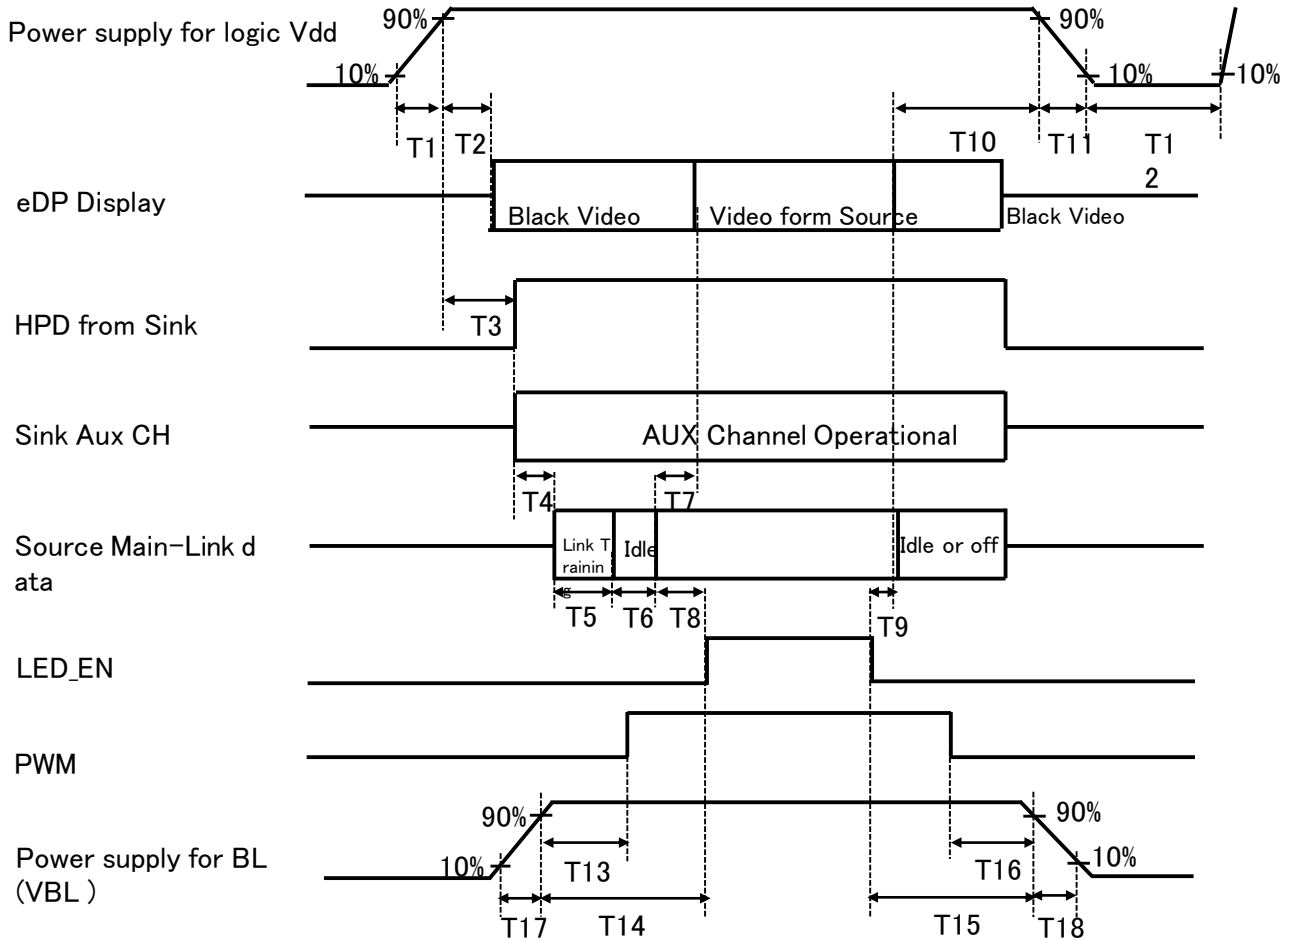 90%
90%
Power supply for logic Vdd
10%
10%
10%
T1
T2
T10
T11
T1
2
eDP Display
Black Video
Video form Source
Black Video
HPD from Sink
T3
Sink Aux CH
AUX Channel Operational
T4
T7
Source Main-Link d
ata
Link T
rainin
g
Idle
Idle or off
T5
T6
T8
T9
LED_EN
PWM
90%
90%
Power supply for BL
(VBL )
10%
10%
T13
T16
T17
T14
T15
T18